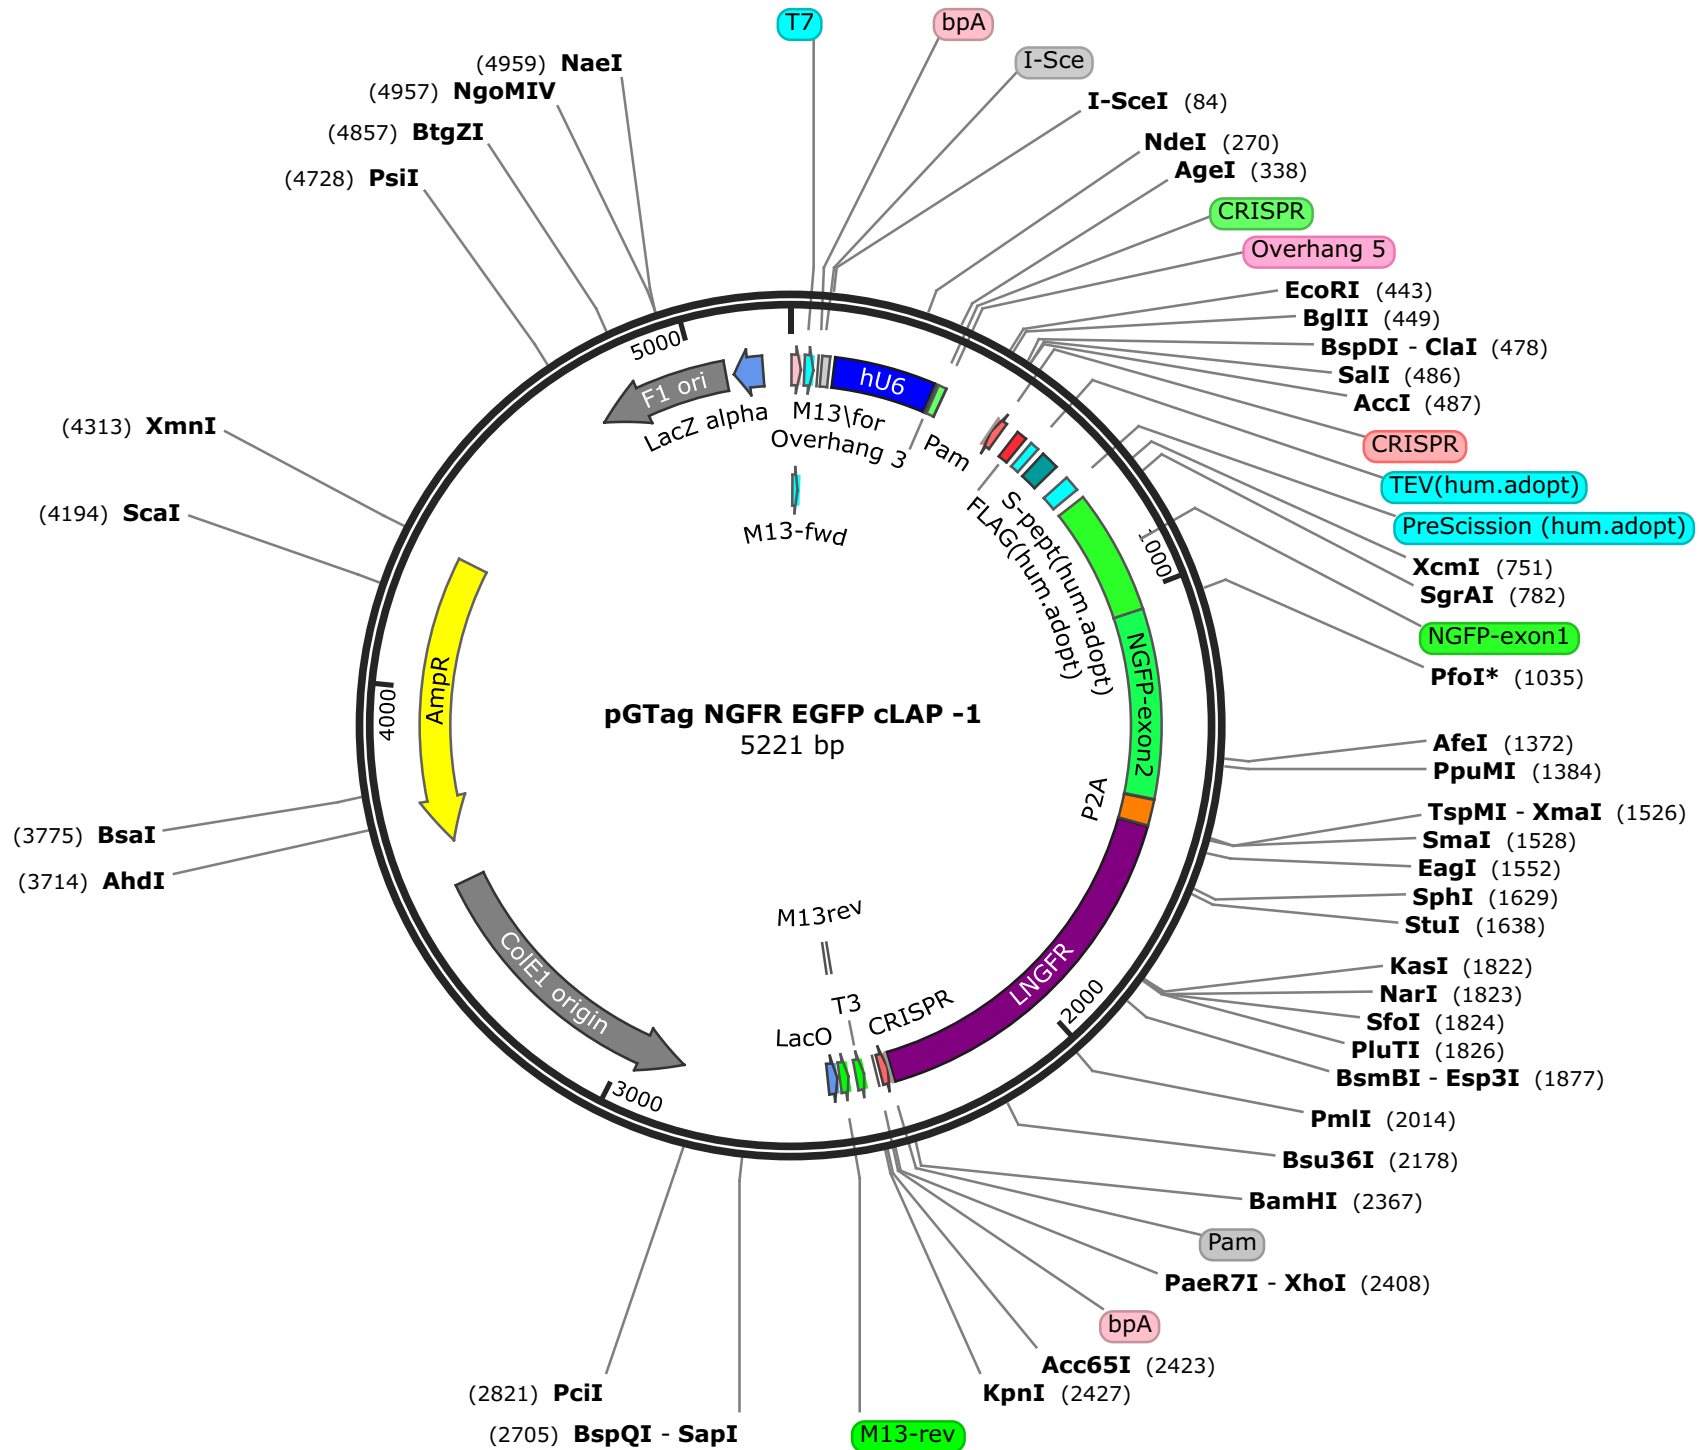 T7
bpA
I-Sce
(4959) NaeI
(4957) NgoMIV
(4857) BtgZI
(4728) PsiI
I-SceI (84)
NdeI (270)
AgeI (338)
CRISPR
Overhang 5
EcoRI (443)
BglII (449)
BspDI - ClaI (478)
SalI (486)
AccI (487)
CRISPR
TEV(hum.adopt)
PreScission (hum.adopt)
XcmI (751)
SgrAI (782)
NGFP-exon1
PfoI* (1035)
AfeI (1372)
PpuMI (1384)
TspMI - XmaI (1526)
SmaI (1528)
EagI (1552)
SphI (1629)
StuI (1638)
KasI (1822)
NarI (1823)
SfoI (1824)
PluTI (1826)
BsmBI - Esp3I (1877)
PmlI (2014)
Bsu36I (2178)
BamHI (2367)
Pam
PaeR7I - XhoI (2408)
bpA
Acc65I (2423)
KpnI (2427)
M13-rev
(2705) BspQI - SapI
(2821) PciI
(3714) AhdI
(3775) BsaI
(4194) ScaI
(4313) XmnI
5000
1000
2000
3000
4000
F1 ori
LacZ alpha
M13\for
Overhang 3
hU6
Pam
M13-fwd
FLAG(hum.adopt)
S-pept(hum.adopt)
NGFP-exon2
P2A
LNGFR
CRISPR
T3
M13rev
LacO
ColE1 origin
AmpR
pGTag NGFR EGFP cLAP -1
5221 bp